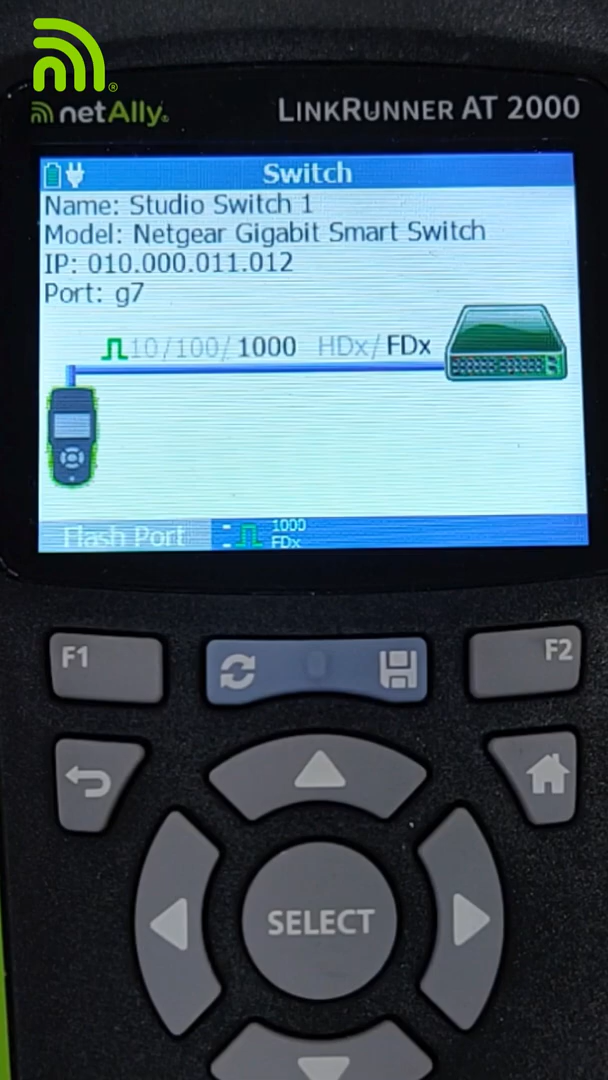 netAlly
LINKRUNNER AT 2000
Switch
Name: Studio Switch 1
Model: Netgear Gigabit Smart Switch
IP: 010.000.011.012
Port: g7
10/100/1000 HDx/FDx
Flash Port
1000
FDx
F1
F2
SELECT